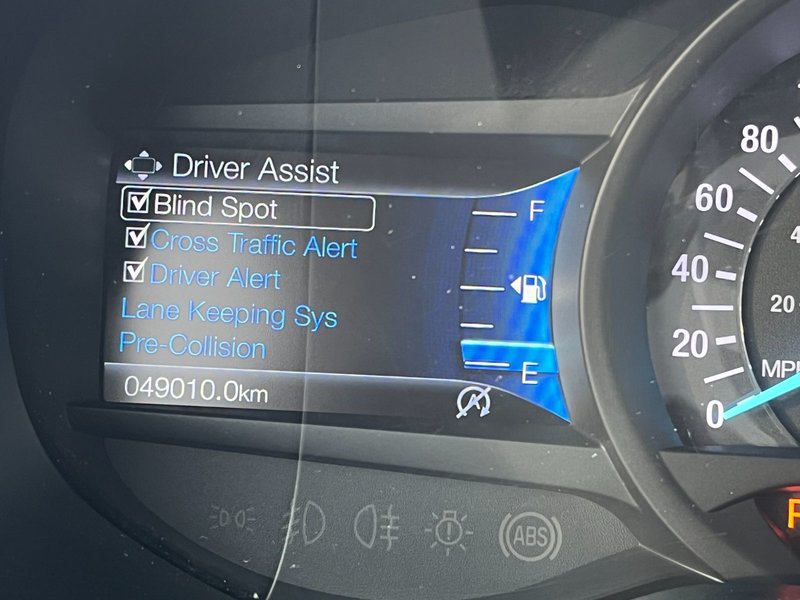 Driver Assist
Blind Spot
Cross Traffic Alert
Driver Alert
Lane Keeping Sys
Pre-Collision
049010.0km
F
E
A
80
60
40
20
0
20
ABS